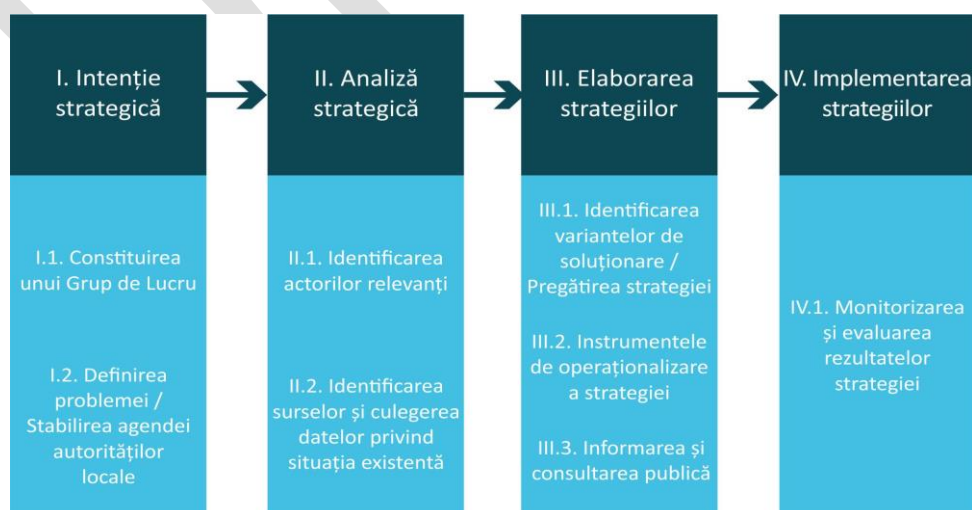 I. Intenție
strategică
I.1. Constituirea
unui Grup de Lucru
I.2. Definirea
problemei /
Stabilirea agendei
autorităților
locale
II. Analiză
strategică
II.1. Identificarea
actorilor relevanți
II.2. Identificarea
surselor și culegerea
datelor privind
situația existentă
III. Elaborarea
strategiilor
III.1. Identificarea
variantelor de
soluționare /
Pregătirea strategiei
III.2. Instrumentele
de operaționalizare
a strategiei
III.3. Informarea și
consultarea publică
IV. Implementarea
strategiilor
IV.1. Monitorizarea
și evaluarea
rezultatelor
strategiei